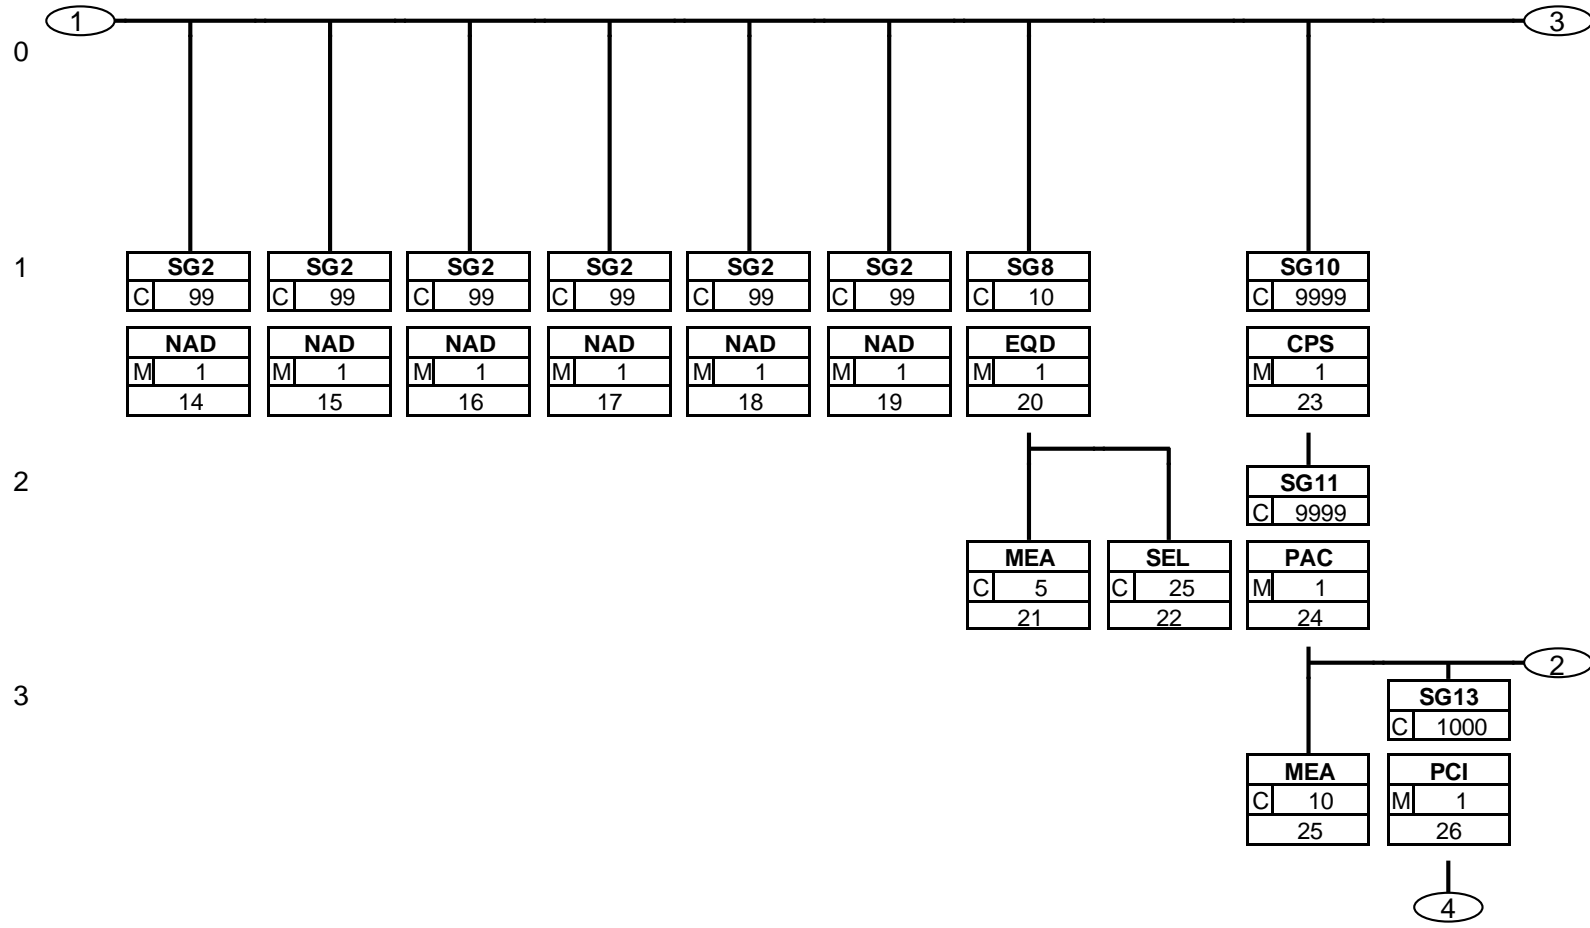 1 3
0
1 SG2 SG2 SG2 SG2 SG2 SG2 SG8 SG10
C 99 C 99 C 99 C 99 C 99 C 99 C 10 C 9999
NAD NAD NAD NAD NAD NAD EQD CPS
M 1 M 1 M 1 M 1 M 1 M 1 M 1 M 1
14 15 16 17 18 19 20 23
2 SG11
C 9999
MEA SEL PAC
C 5 C 25 M 1
21 22 24
2
3 SG13
C 1000
MEA PCI
C 10 M 1
25 26
4